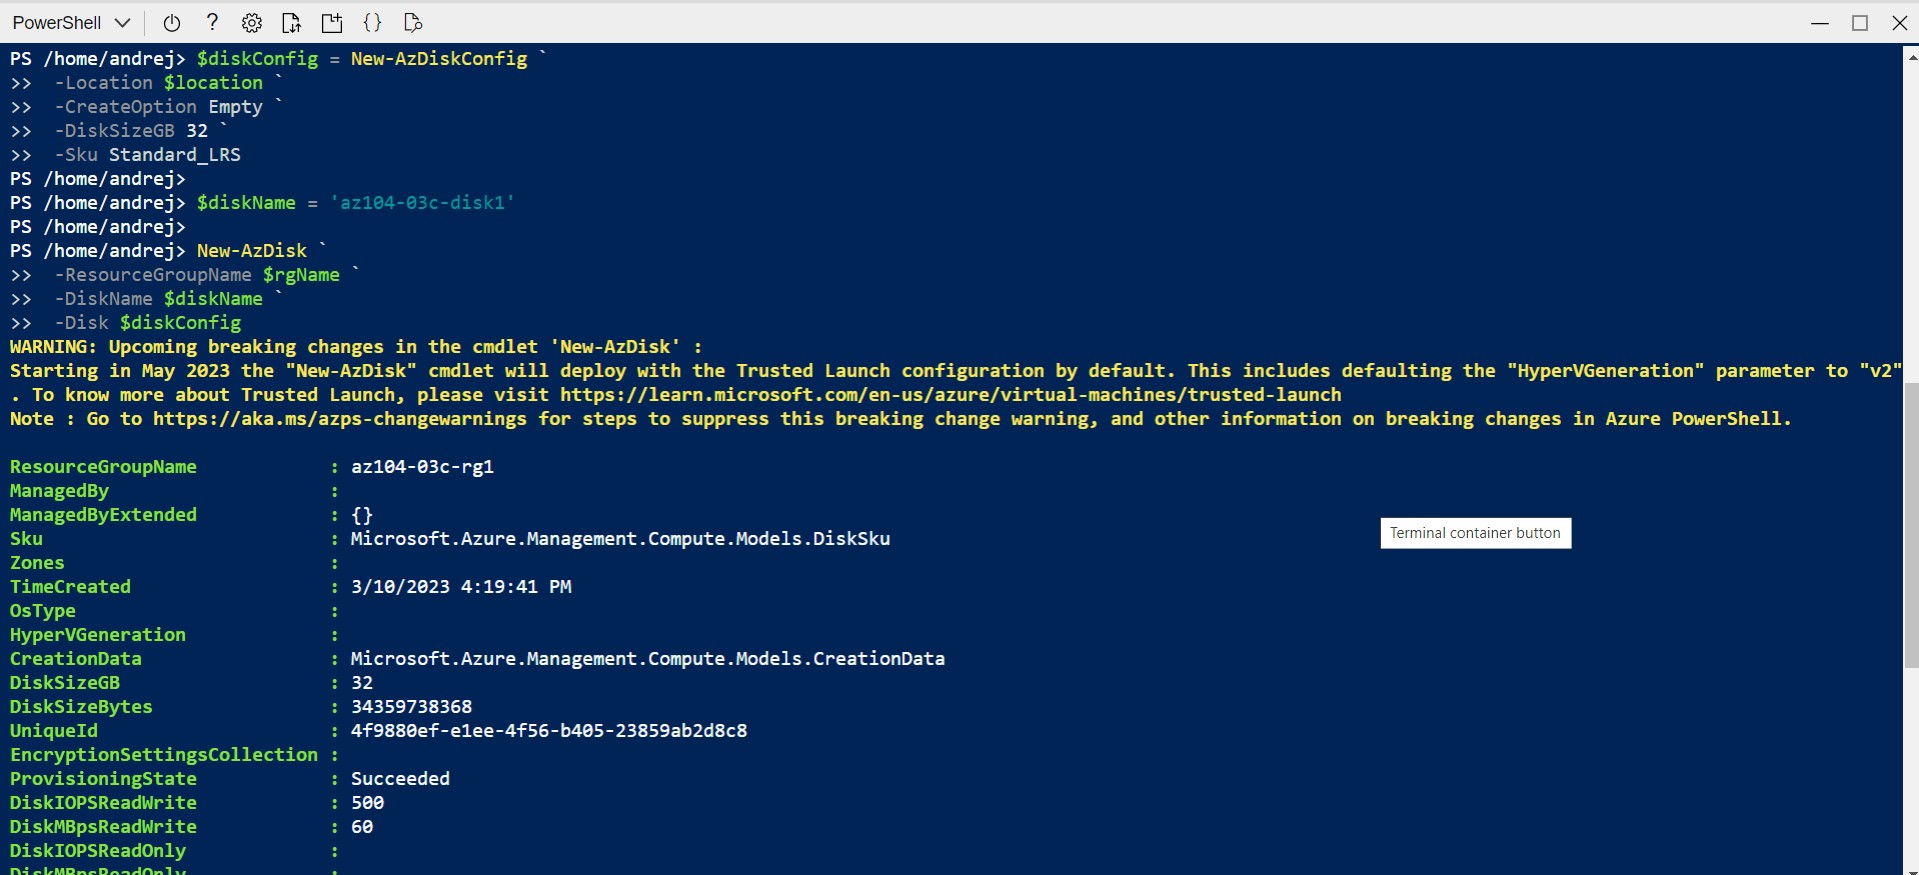 PowerShell
PS /home/andrej> $diskConfig = New-AzDiskConfig `
>>  -Location $location `
>>  -CreateOption Empty `
>>  -DiskSizeGB 32 `
>>  -Sku Standard_LRS
PS /home/andrej>
PS /home/andrej> $diskName = 'az104-03c-disk1'
PS /home/andrej>
PS /home/andrej> New-AzDisk `
>>  -ResourceGroupName $rgName `
>>  -DiskName $diskName `
>>  -Disk $diskConfig
WARNING: Upcoming breaking changes in the cmdlet 'New-AzDisk' :
Starting in May 2023 the "New-AzDisk" cmdlet will deploy with the Trusted Launch configuration by default. This includes defaulting the "HyperVGeneration" parameter to "v2"
. To know more about Trusted Launch, please visit https://learn.microsoft.com/en-us/azure/virtual-machines/trusted-launch
Note : Go to https://aka.ms/azps-changewarnings for steps to suppress this breaking change warning, and other information on breaking changes in Azure PowerShell.
ResourceGroupName            : az104-03c-rg1
ManagedBy                    :
ManagedByExtended            : {}
Sku                          : Microsoft.Azure.Management.Compute.Models.DiskSku
Terminal container button
Zones                        :
TimeCreated                  : 3/10/2023 4:19:41 PM
OsType                       :
HyperVGeneration             :
CreationData                 : Microsoft.Azure.Management.Compute.Models.CreationData
DiskSizeGB                   : 32
DiskSizeBytes                : 34359738368
UniqueId                     : 4f9880ef-e1ee-4f56-b405-23859ab2d8c8
EncryptionSettingsCollection :
ProvisioningState            : Succeeded
DiskIOPSReadWrite            : 500
DiskMBpsReadWrite            : 60
DiskIOPSReadOnly             :
DiskMBpsReadOnly             :